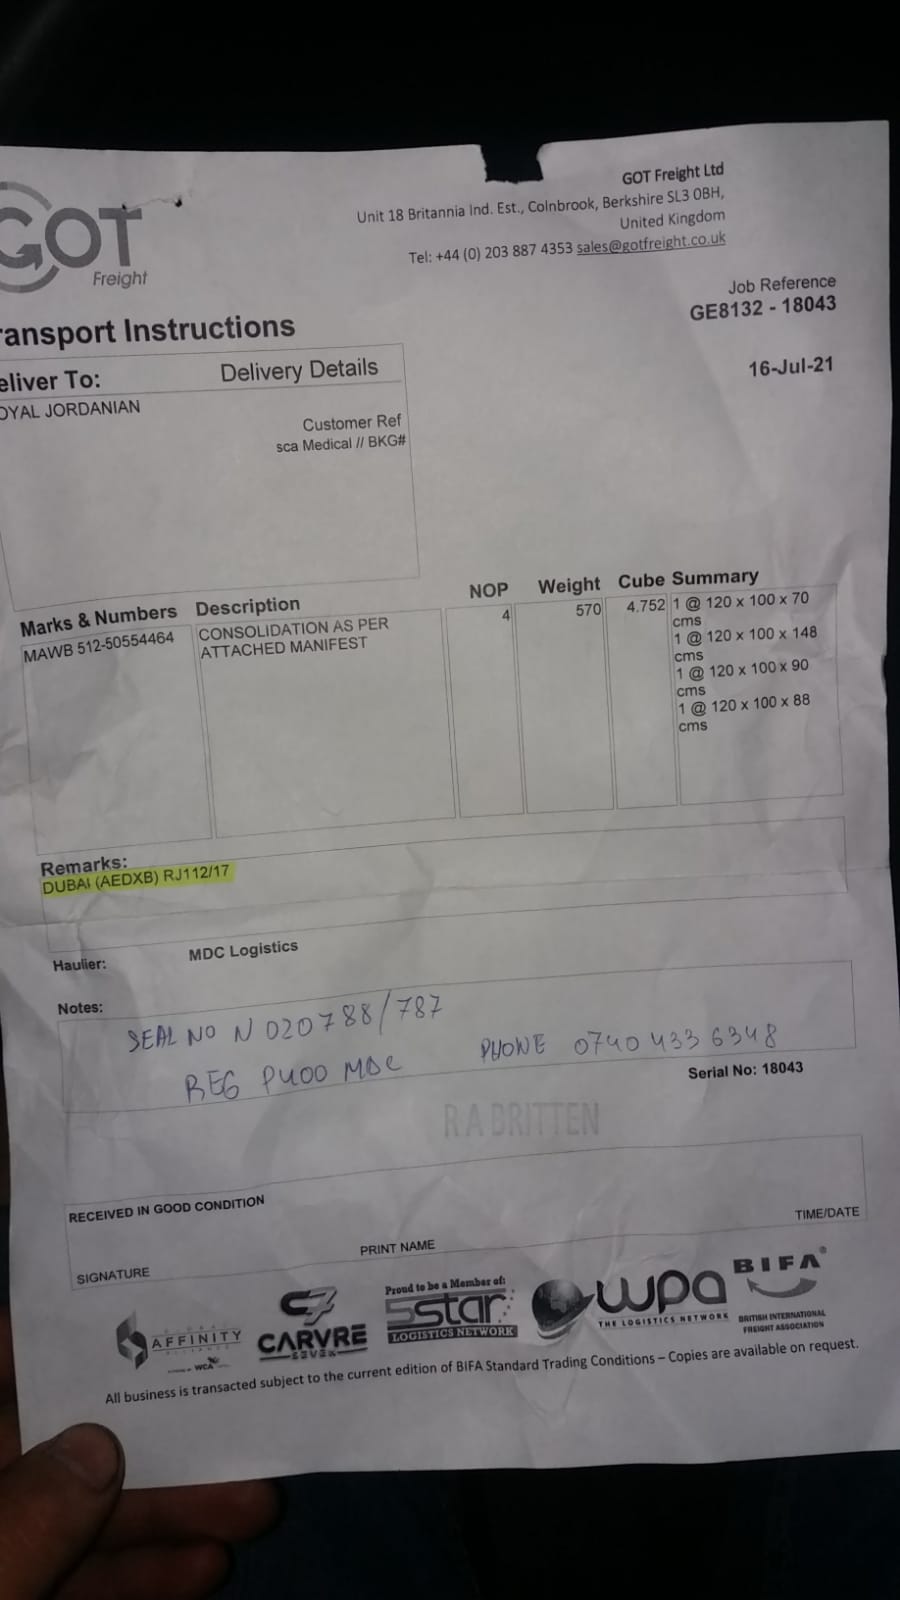 GOT
Freight
GOT Freight Ltd
Unit 18 Britannia Ind. Est., Colnbrook, Berkshire SL3 0BH,
United Kingdom
Tel: +44 (0) 203 887 4353 sales@gotfreight.co.uk
Job Reference
GE8132 - 18043
ransport Instructions
16-Jul-21
eliver To:
Delivery Details
OYAL JORDANIAN
Customer Ref
sca Medical // BKG#
Marks & Numbers Description NOP Weight Cube Summary
MAWB 512-50554464 CONSOLIDATION AS PER 4 570 4.752 1 @ 120 x 100 x 70
ATTACHED MANIFEST cms
1 @ 120 x 100 x 148
cms
1 @ 120 x 100 x 90
cms
1 @ 120 x 100 x 88
cms
Remarks:
DUBAI (AEDXB) RJ112/17
Haulier: MDC Logistics
Notes:
SEAL NO N 020788/787
REG P400 MDC PHONE 0740 433 6348
Serial No: 18043
R A BRITTEN
RECEIVED IN GOOD CONDITION
TIME/DATE
PRINT NAME
SIGNATURE
AFFINITY
WCA
CARVRE
SEVEN
Proud to be a Member of:
5star
LOGISTICS NETWORK
wpa
THE LOGISTICS NETWORK
BIFA®
BRITISH INTERNATIONAL
FREIGHT ASSOCIATION
All business is transacted subject to the current edition of BIFA Standard Trading Conditions – Copies are available on request.